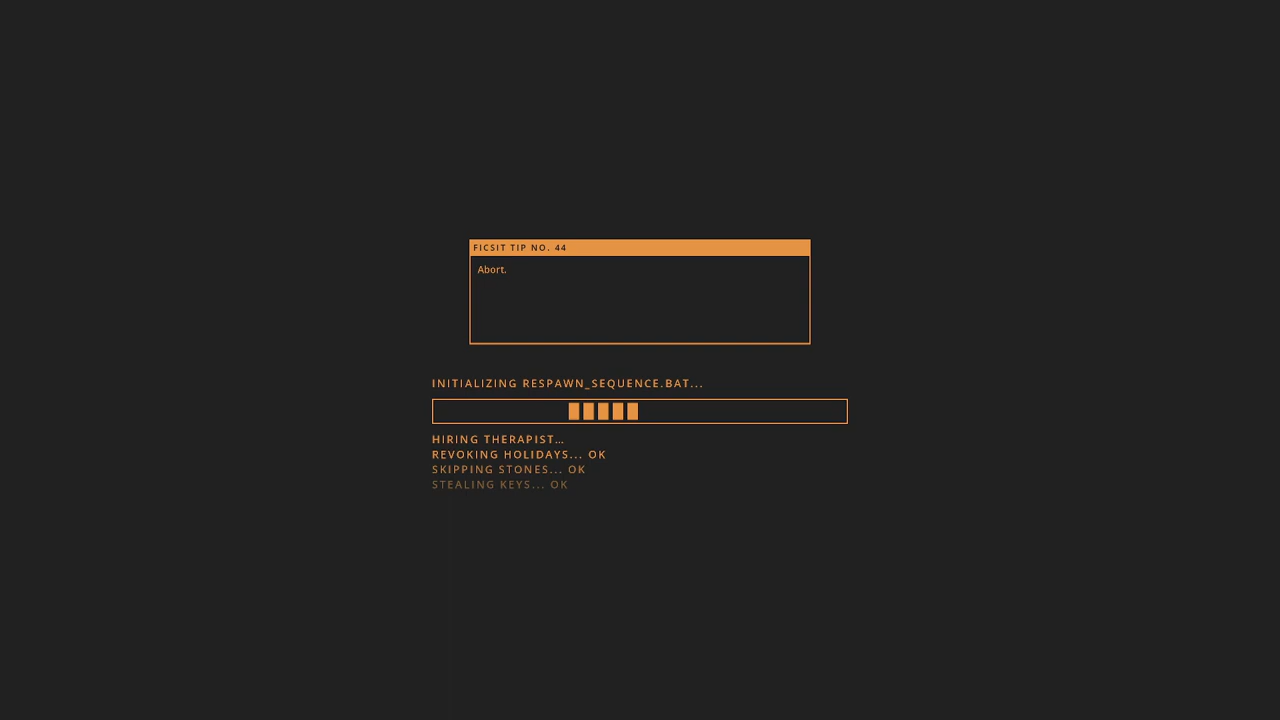 FICSIT TIP NO. 44
Abort.
INITIALIZING RESPAWN_SEQUENCE.BAT...
HIRING THERAPIST…
REVOKING HOLIDAYS... OK
SKIPPING STONES... OK
STEALING KEYS... OK